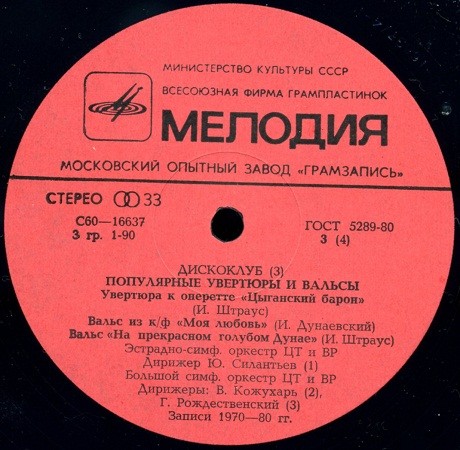 МИНИСТЕРСТВО КУЛЬТУРЫ СССР
ВСЕСОЮЗНАЯ ФИРМА ГРАМПЛАСТИНОК
МЕЛОДИЯ
МОСКОВСКИЙ ОПЫТНЫЙ ЗАВОД «ГРАМЗАПИСЬ»
СТЕРЕО 33
С60—16637
3 гр. 1-90
ГОСТ 5289-80
3 (4)
ДИСКОКЛУБ (3)
ПОПУЛЯРНЫЕ УВЕРТЮРЫ И ВАЛЬСЫ
Увертюра к оперетте «Цыганский барон»
(И. Штраус)
Вальс из к/ф «Моя любовь» (И. Дунаевский)
Вальс «На прекрасном голубом Дунае» (И. Штраус)
Эстрадно-симф. оркестр ЦТ и ВР
Дирижер Ю. Силантьев (1)
Большой симф. оркестр ЦТ и ВР
Дирижеры: В. Кожухарь (2),
Г. Рождественский (3)
Записи 1970—80 гг.